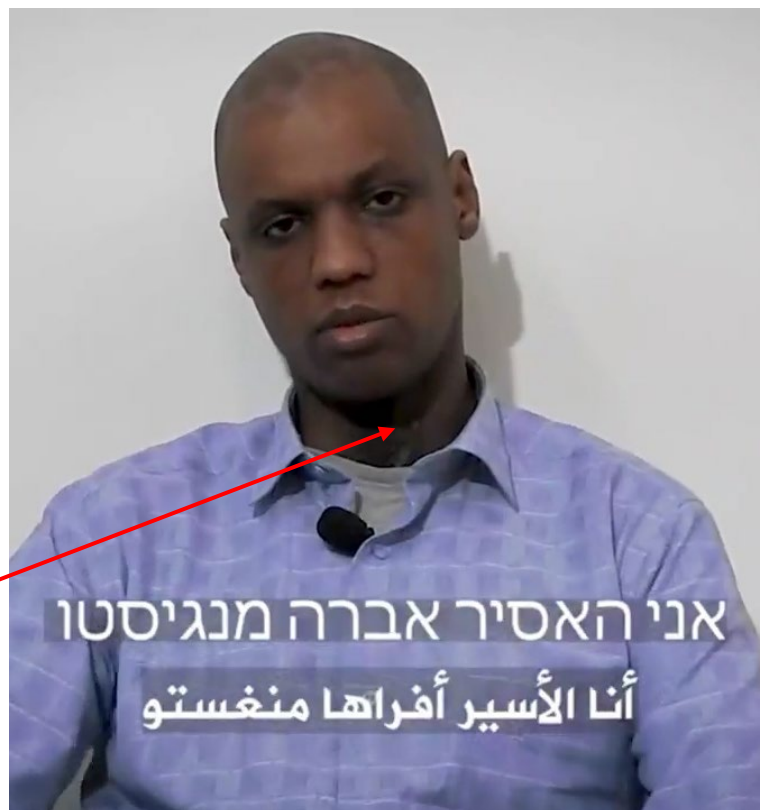 אני האסיר אברה מנגיסטו
أنا الأسير أفراها منغستو